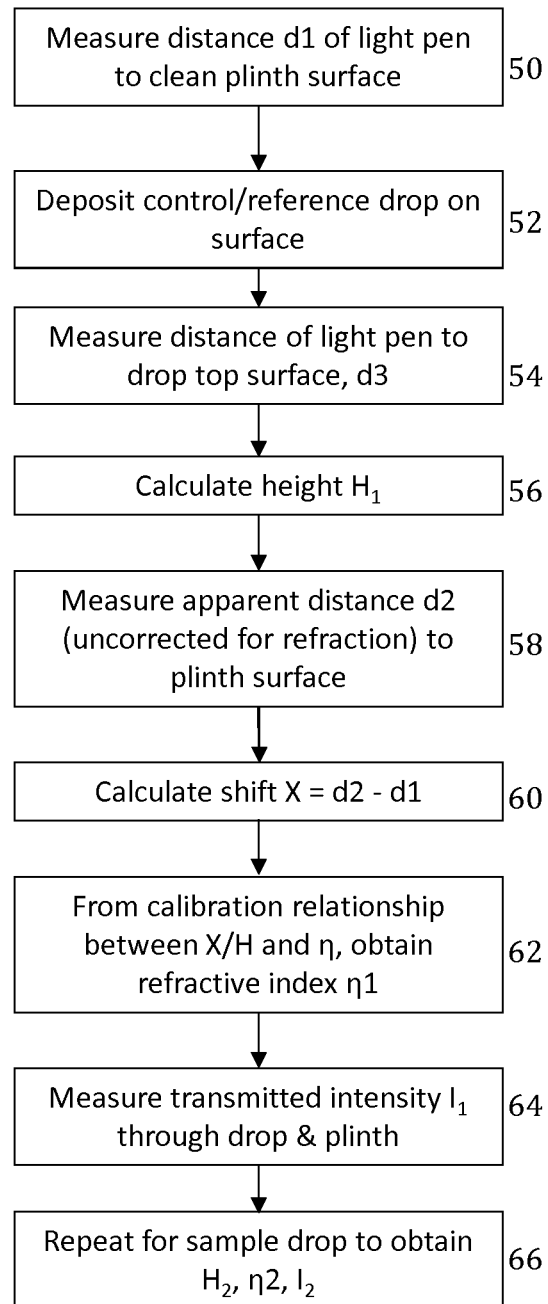 Measure distance d1 of light pen
to clean plinth surface
50
Deposit control/reference drop on
surface
52
Measure distance of light pen to
drop top surface, d3
54
Calculate height H₁
56
Measure apparent distance d2
(uncorrected for refraction) to
plinth surface
58
Calculate shift X = d2 - d1
60
From calibration relationship
between X/H and η, obtain
refractive index η1
62
Measure transmitted intensity I₁
through drop & plinth
64
Repeat for sample drop to obtain
H₂, η2, I₂
66